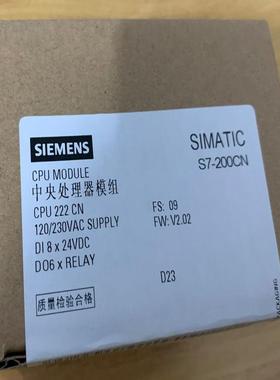 SIEMENS
SIMATIC
S7-200CN
CPU MODULE
中央处理器模组
CPU 222 CN
FS: 09
120/230VAC SUPPLY
FW: V2.02
DI 8 x 24VDC
DO6 x RELAY
D23
质量检验合格
PACKAGING